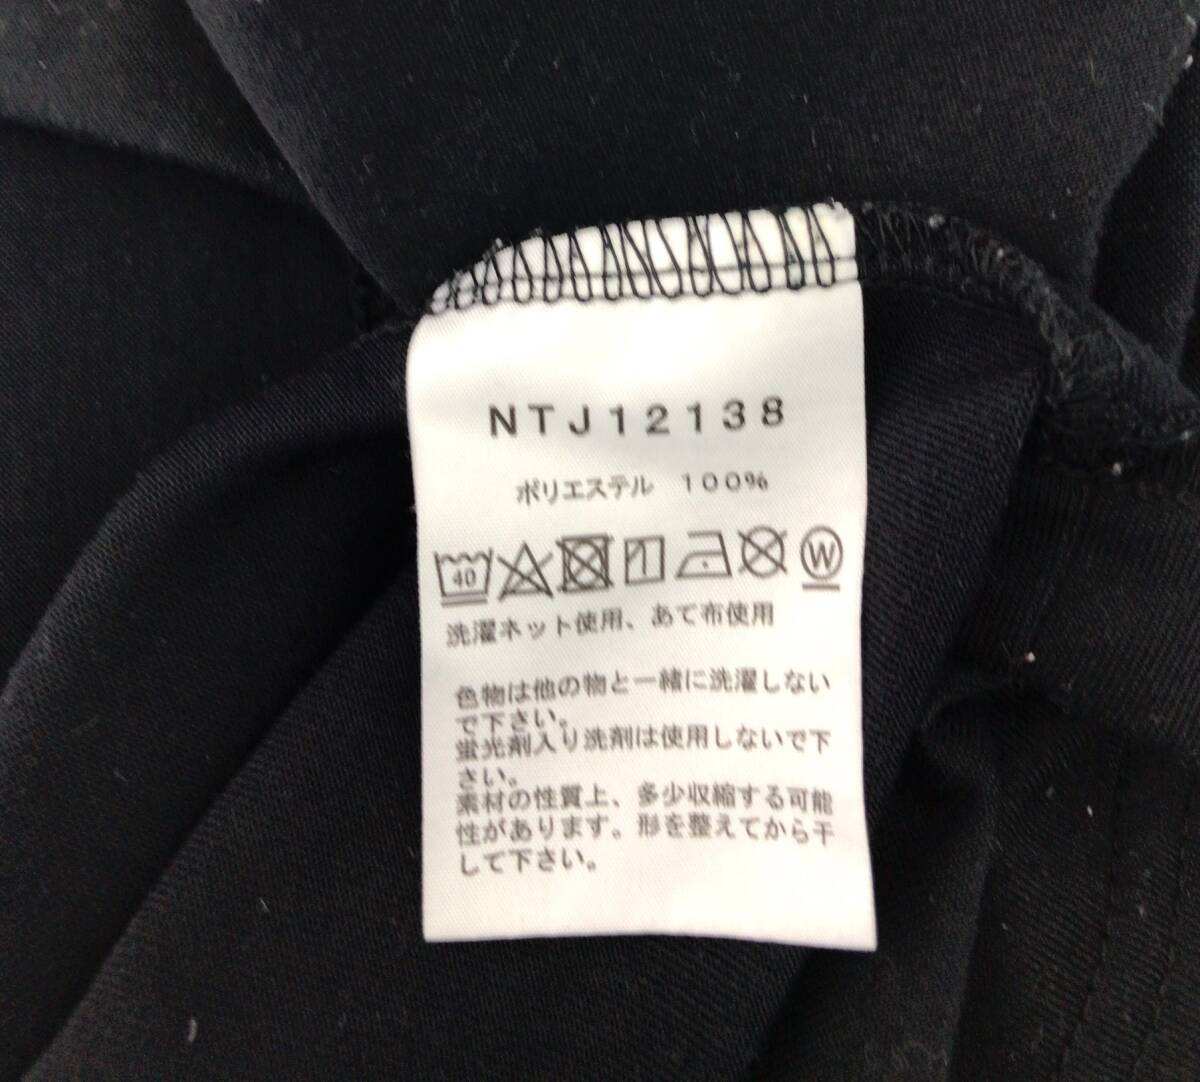 NTJ12138
ポリエステル 100%
40 W
洗濯ネット使用、あて布使用
色物は他の物と一緒に洗濯しない
で下さい。
蛍光剤入り洗剤は使用しないで下
さい。
素材の性質上、多少収縮する可能
性があります。形を整えてから干
して下さい。